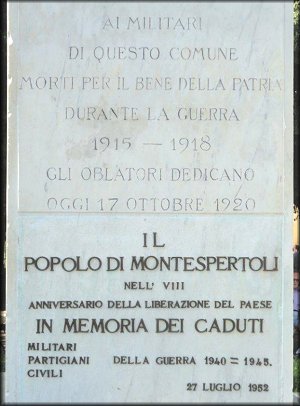 AI MILITARI
DI QUESTO COMUNE
MORTI PER IL BENE DELLA PATRIA
DURANTE LA GUERRA
1915 — 1918
GLI OBLATORI DEDICANO
OGGI 17 OTTOBRE 1920
IL
POPOLO DI MONTESPERTOLI
NELL' VIII
ANNIVERSARIO DELLA LIBERAZIONE DEL PAESE
IN MEMORIA DEI CADUTI
MILITARI
PARTIGIANI DELLA GUERRA 1940 = 1945.
CIVILI
27 LUGLIO 1952